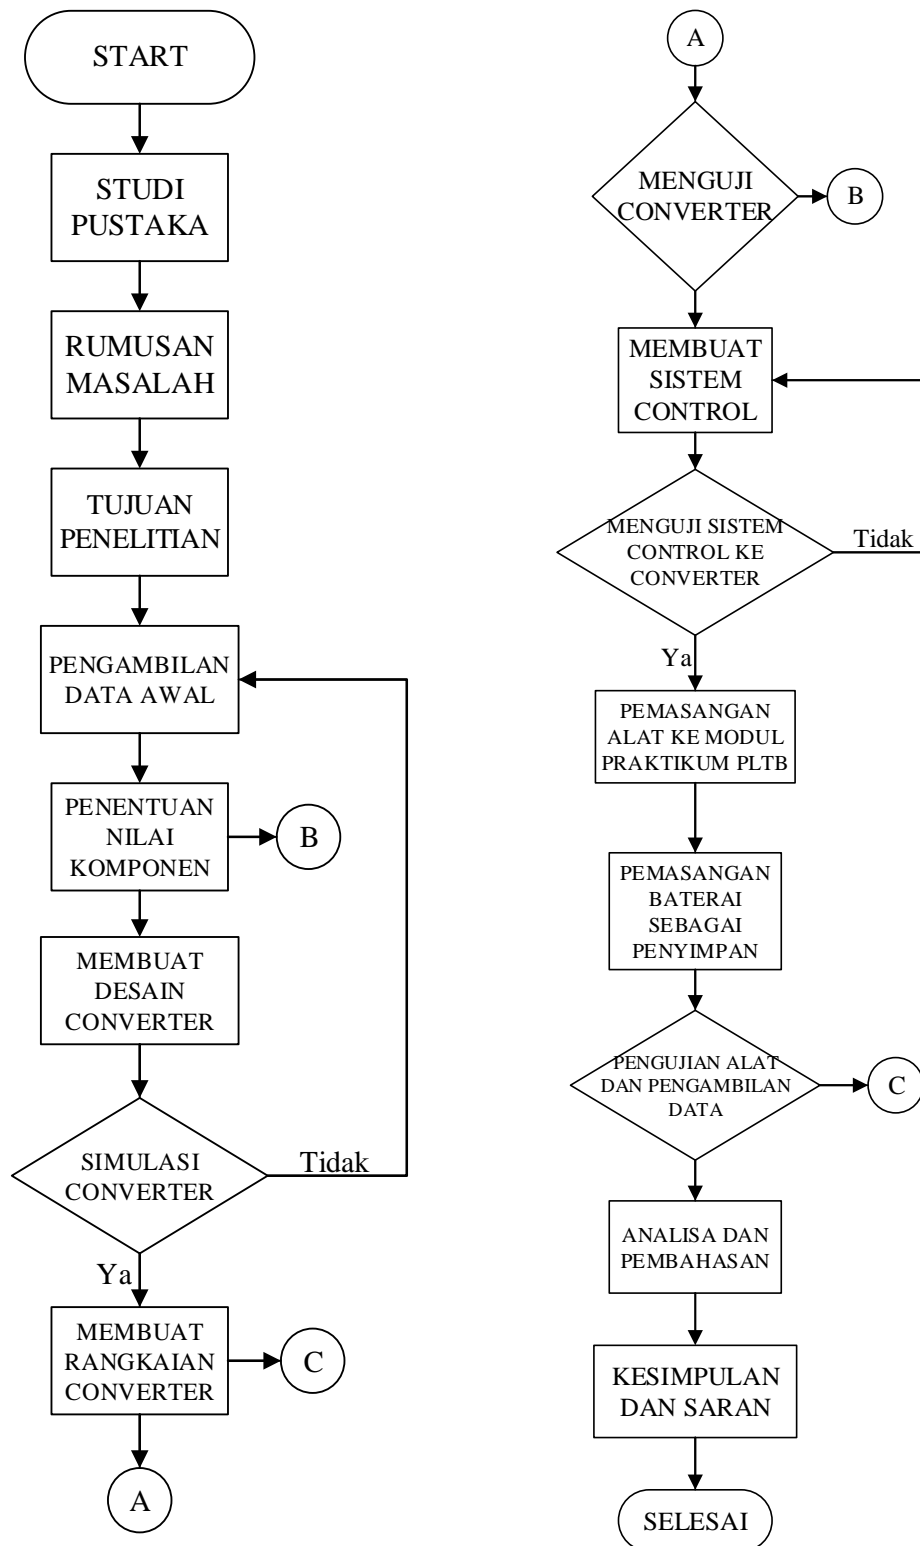 START
STUDI
PUSTAKA
RUMUSAN
MASALAH
TUJUAN
PENELITIAN
PENGAMBILAN
DATA AWAL
PENENTUAN
NILAI
KOMPONEN
B
MEMBUAT
DESAIN
CONVERTER
SIMULASI
CONVERTER
Tidak
Ya
MEMBUAT
RANGKAIAN
CONVERTER
C
A
A
MENGUJI
CONVERTER
B
MEMBUAT
SISTEM
CONTROL
MENGUJI SISTEM
CONTROL KE
CONVERTER
Tidak
Ya
PEMASANGAN
ALAT KE MODUL
PRAKTIKUM PLTB
PEMASANGAN
BATERAI
SEBAGAI
PENYIMPAN
PENGUJIAN ALAT
DAN PENGAMBILAN
DATA
C
ANALISA DAN
PEMBAHASAN
KESIMPULAN
DAN SARAN
SELESAI